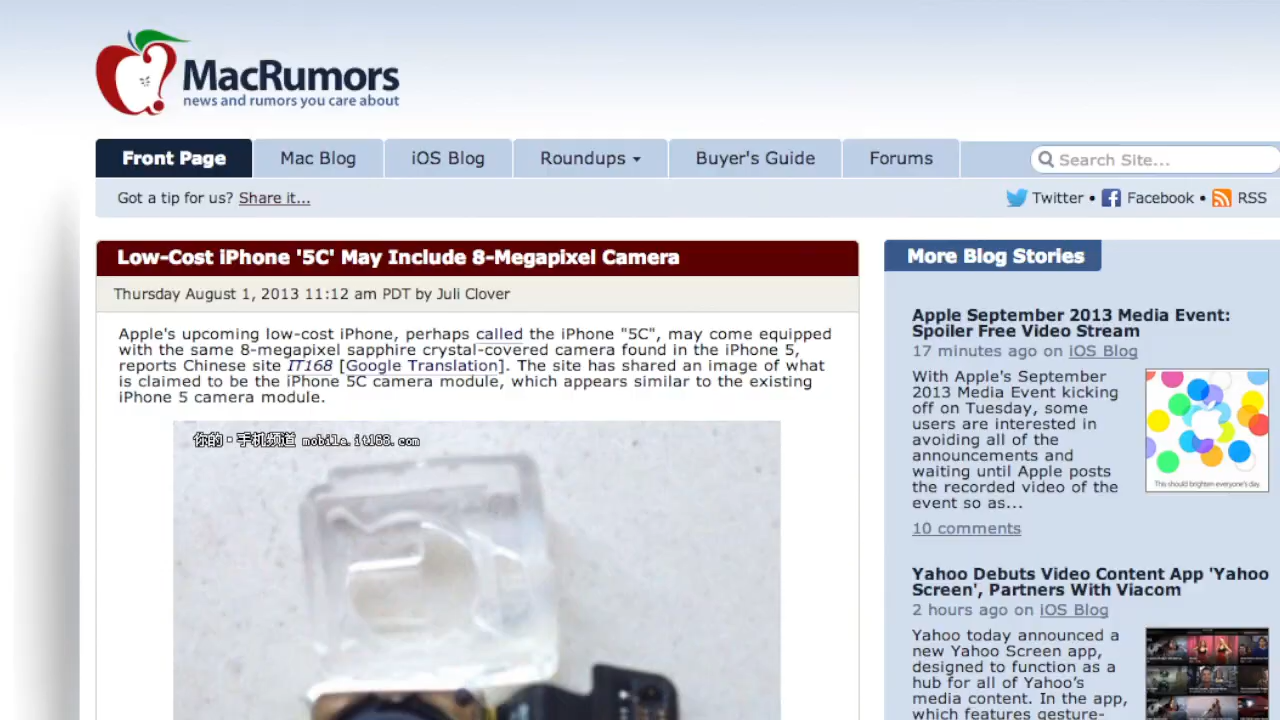 MacRumors
news and rumors you care about
Front Page
Mac Blog
iOS Blog
Roundups
Buyer's Guide
Forums
Search Site...
Got a tip for us? Share it...
Twitter • Facebook • RSS
Low-Cost iPhone '5C' May Include 8-Megapixel Camera
Thursday August 1, 2013 11:12 am PDT by Juli Clover
Apple's upcoming low-cost iPhone, perhaps called the iPhone "5C", may come equipped
with the same 8-megapixel sapphire crystal-covered camera found in the iPhone 5,
reports Chinese site IT168 [Google Translation]. The site has shared an image of what
is claimed to be the iPhone 5C camera module, which appears similar to the existing
iPhone 5 camera module.
你的·手机频道 mobile.it168.com
More Blog Stories
Apple September 2013 Media Event:
Spoiler Free Video Stream
17 minutes ago on iOS Blog
With Apple's September
2013 Media Event kicking
off on Tuesday, some
users are interested in
avoiding all of the
announcements and
waiting until Apple posts
the recorded video of the
event so as...
This should brighten everyone's day.
10 comments
Yahoo Debuts Video Content App 'Yahoo
Screen', Partners With Viacom
2 hours ago on iOS Blog
Yahoo today announced a
new Yahoo Screen app,
designed to function as a
hub for all of Yahoo's
media content. In the app,
which features gesture-